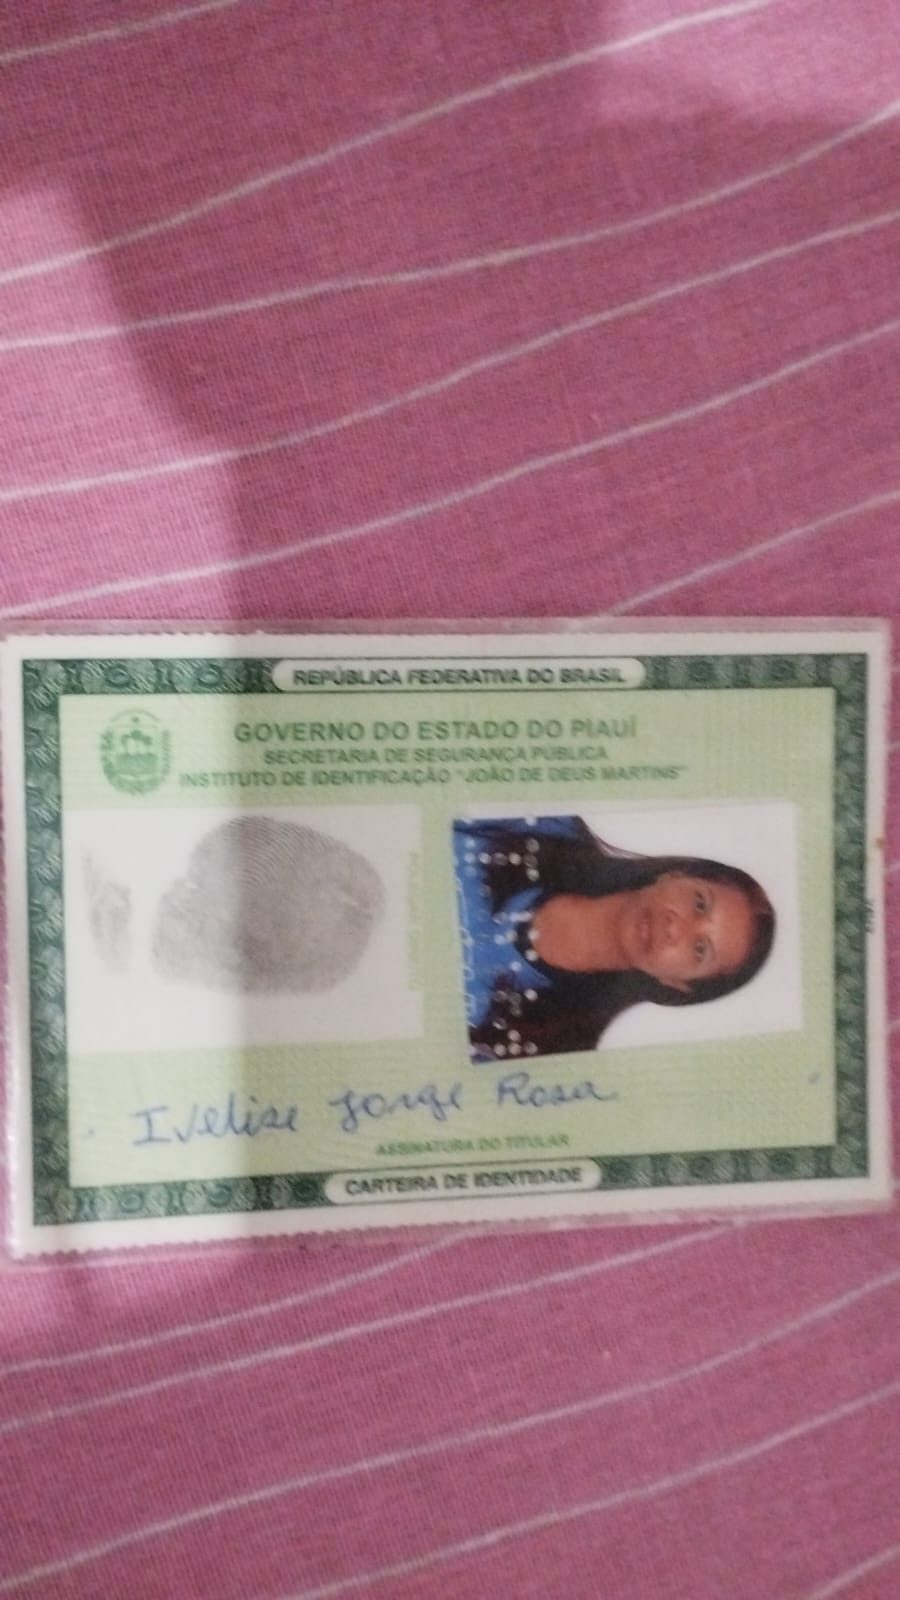 REPÚBLICA FEDERATIVA DO BRASIL
GOVERNO DO ESTADO DO PIAUÍ
SECRETARIA DE SEGURANÇA PÚBLICA
INSTITUTO DE IDENTIFICAÇÃO "JOÃO DE DEUS MARTINS"
Ivelise Jorge Rosa
ASSINATURA DO TITULAR
CARTEIRA DE IDENTIDADE